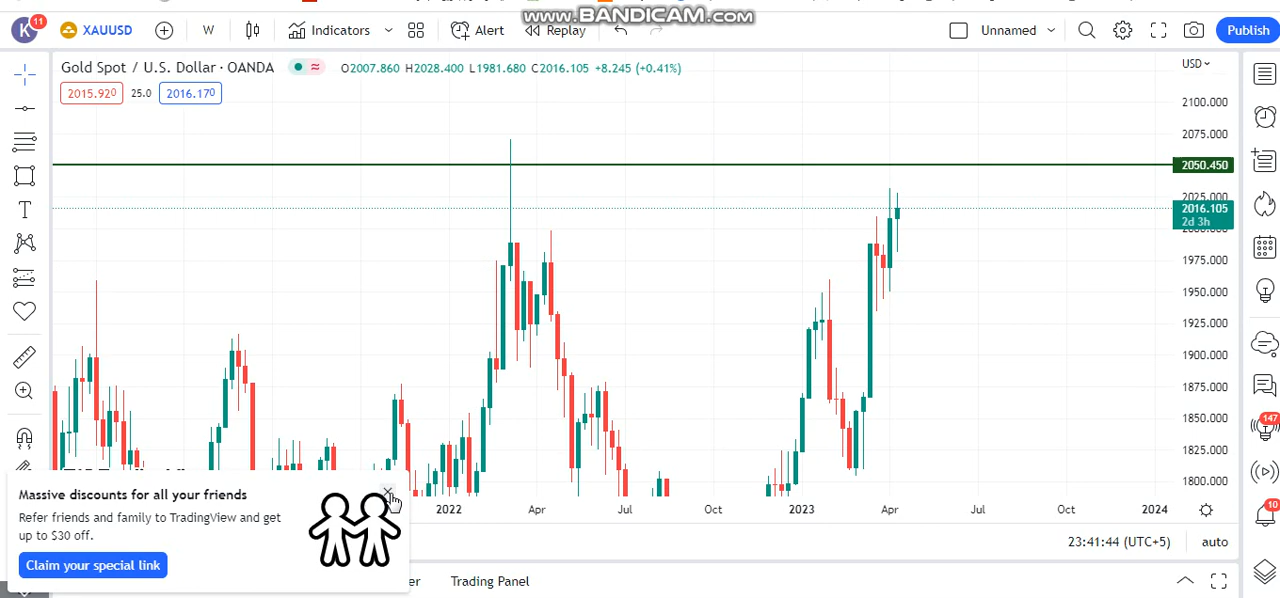 www.BANDICAM.com
K 11 XAUUSD W Indicators Alert Replay Unnamed Publish
Gold Spot / U.S. Dollar · OANDA O2007.860 H2028.400 L1981.680 C2016.105 +8.245 (+0.41%) USD
2015.920 25.0 2016.170
2100.000
2075.000
2050.450
2025.000
2016.105
2d 3h
2000.000
1975.000
1950.000
1925.000
1900.000
1875.000
1850.000
147
1825.000
1800.000
Massive discounts for all your friends
Refer friends and family to TradingView and get
up to $30 off.
Claim your special link
2022 Apr Jul Oct 2023 Apr Jul Oct 2024
10
23:41:44 (UTC+5) auto
Trading Panel